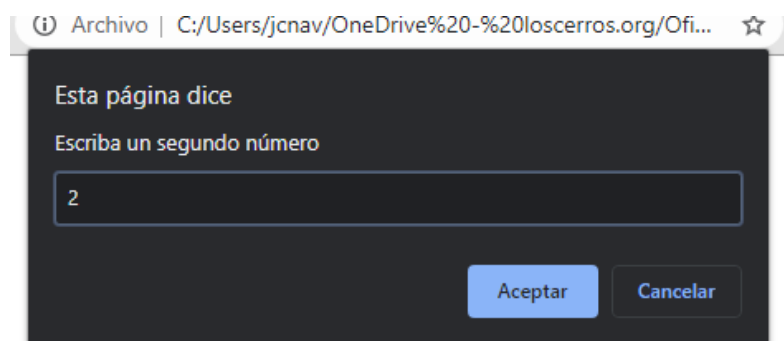 Archivo | C:/Users/jcnav/OneDrive%20-%20loscerros.org/Ofi...
Esta página dice
Escriba un segundo número
2
Aceptar Cancelar